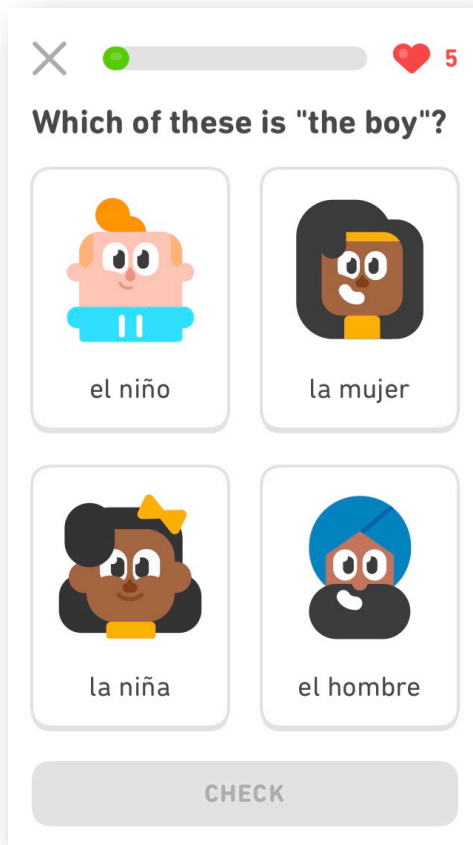 5
Which of these is "the boy"?
el niño
la mujer
la niña
el hombre
CHECK